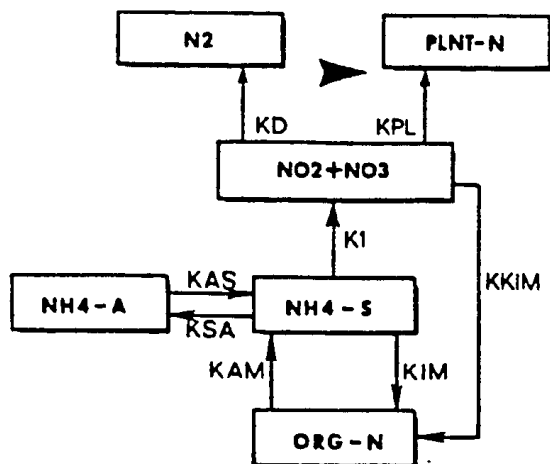 N2
PLNT-N
KD
KPL
NO2+NO3
K1
KKiM
KAS
NH4-A
NH4-S
KSA
KAM
KIM
ORG-N